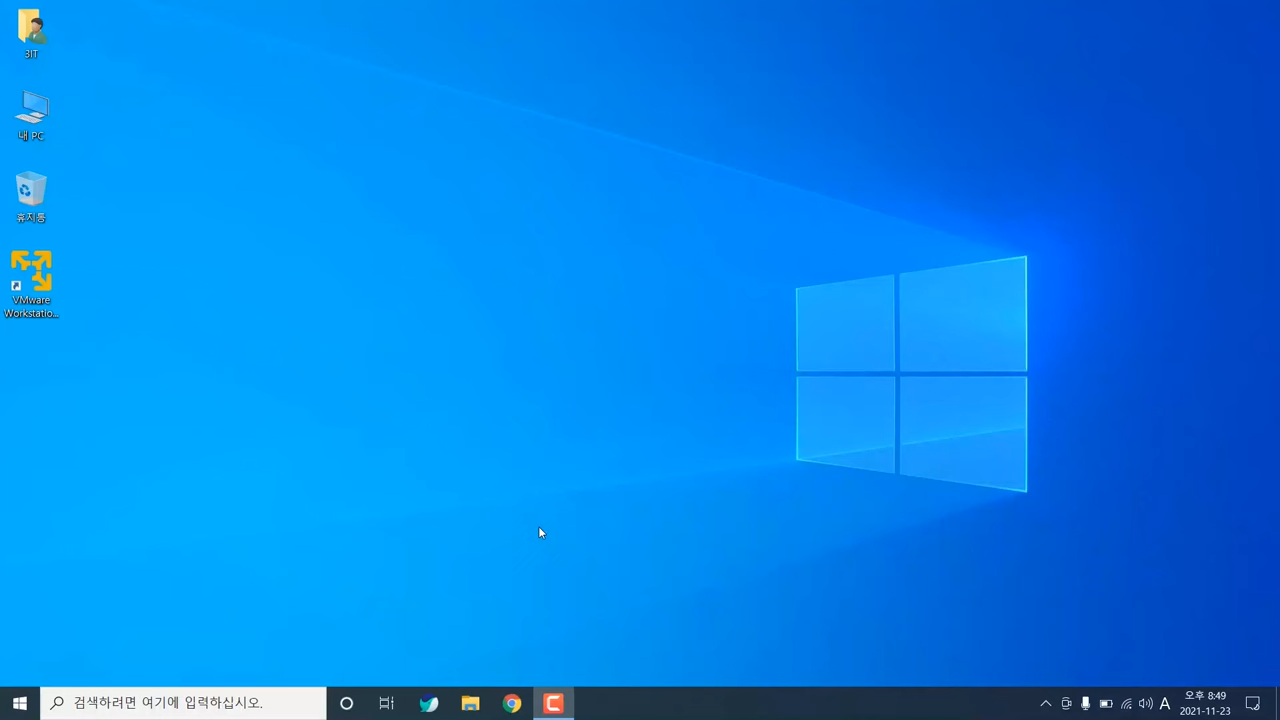 3IT
내 PC
휴지통
VMware
Workstatio...
검색하려면 여기에 입력하십시오.
A
오후 8:49
2021-11-23